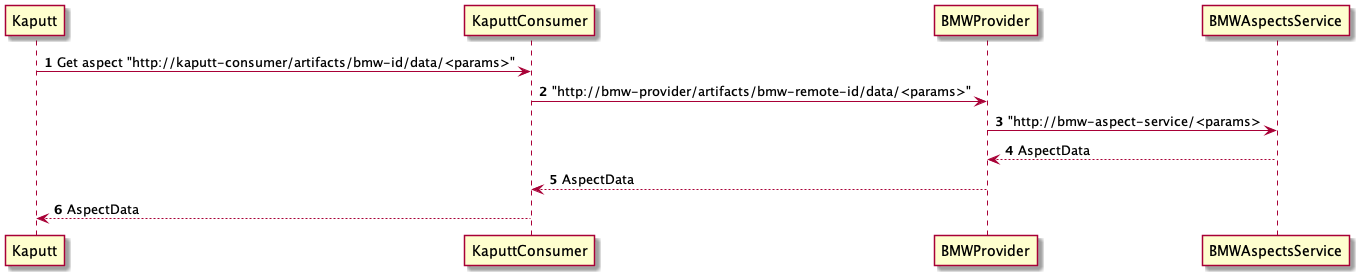 Kaputt KaputtConsumer BMWProvider BMWAspectsService
1 Get aspect "http://kaputt-consumer/artifacts/bmw-id/data/<params>"
2 "http://bmw-provider/artifacts/bmw-remote-id/data/<params>"
3 "http://bmw-aspect-service/<params>
4 AspectData
5 AspectData
6 AspectData
Kaputt KaputtConsumer BMWProvider BMWAspectsService